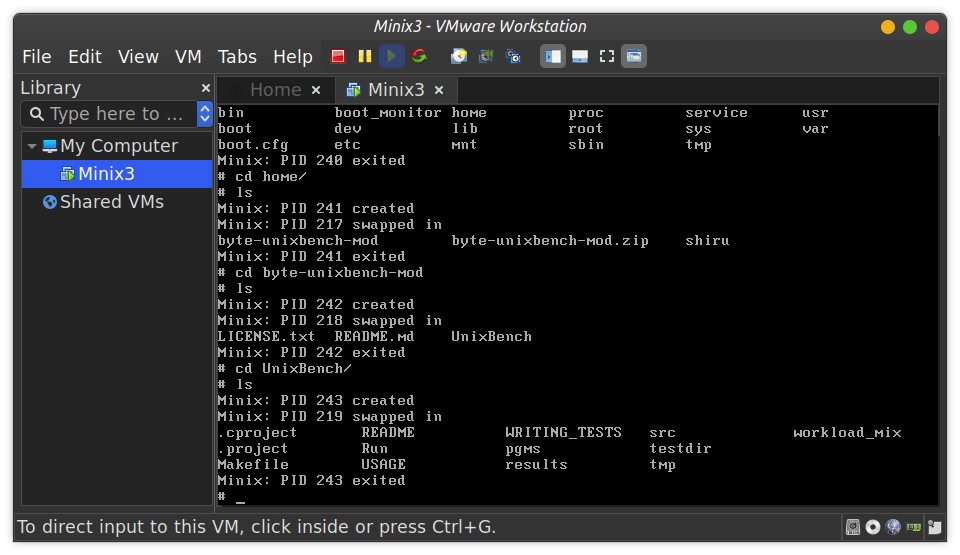 Minix3 - VMware Workstation
File Edit View VM Tabs Help
Library
Type here to ...
My Computer
Minix3
Shared VMs
Home
Minix3
bin boot_monitor home proc service usr
boot dev lib root sys var
boot.cfg etc mnt sbin tmp
Minix: PID 240 exited
# cd home/
# ls
Minix: PID 241 created
Minix: PID 217 swapped in
byte-unixbench-mod byte-unixbench-mod.zip shiru
Minix: PID 241 exited
# cd byte-unixbench-mod
# ls
Minix: PID 242 created
Minix: PID 218 swapped in
LICENSE.txt README.md UnixBench
Minix: PID 242 exited
# cd UnixBench/
# ls
Minix: PID 243 created
Minix: PID 219 swapped in
.cproject README WRITING_TESTS src workload_mix
.project Run pgms testdir
Makefile USAGE results tmp
Minix: PID 243 exited
# _
To direct input to this VM, click inside or press Ctrl+G.